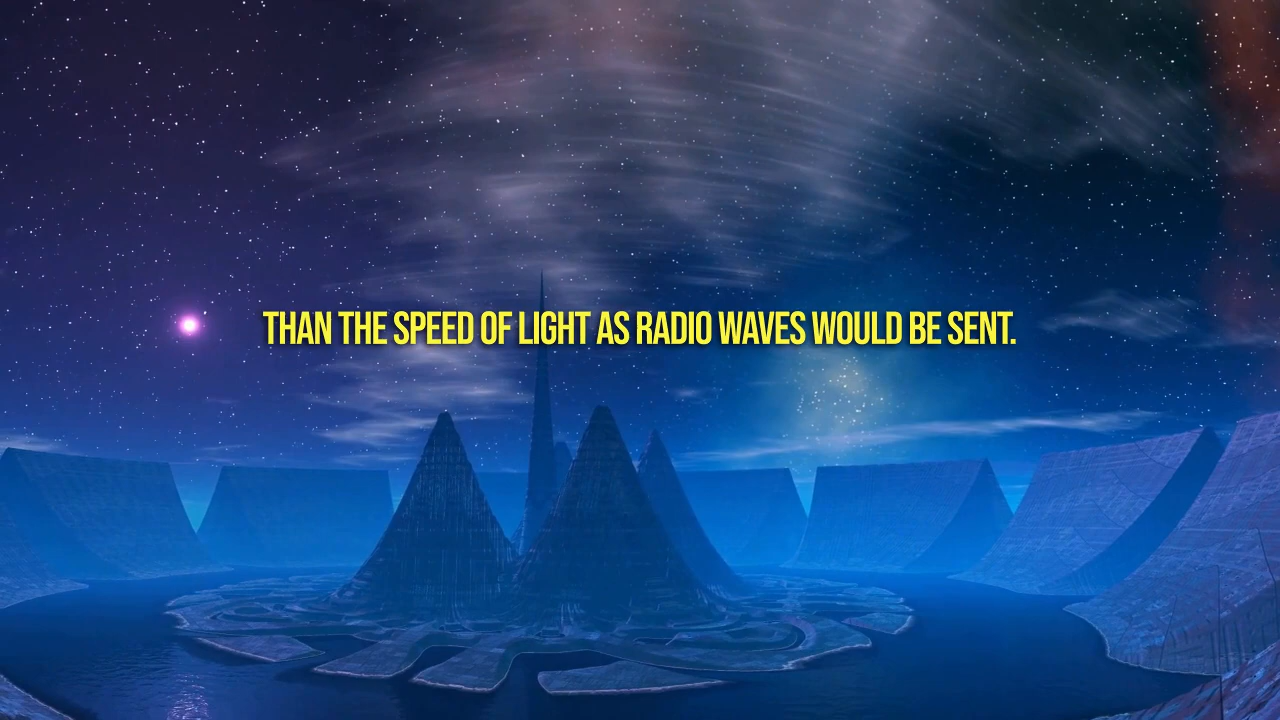 THAN THE SPEED OF LIGHT AS RADIO WAVES WOULD BE SENT.